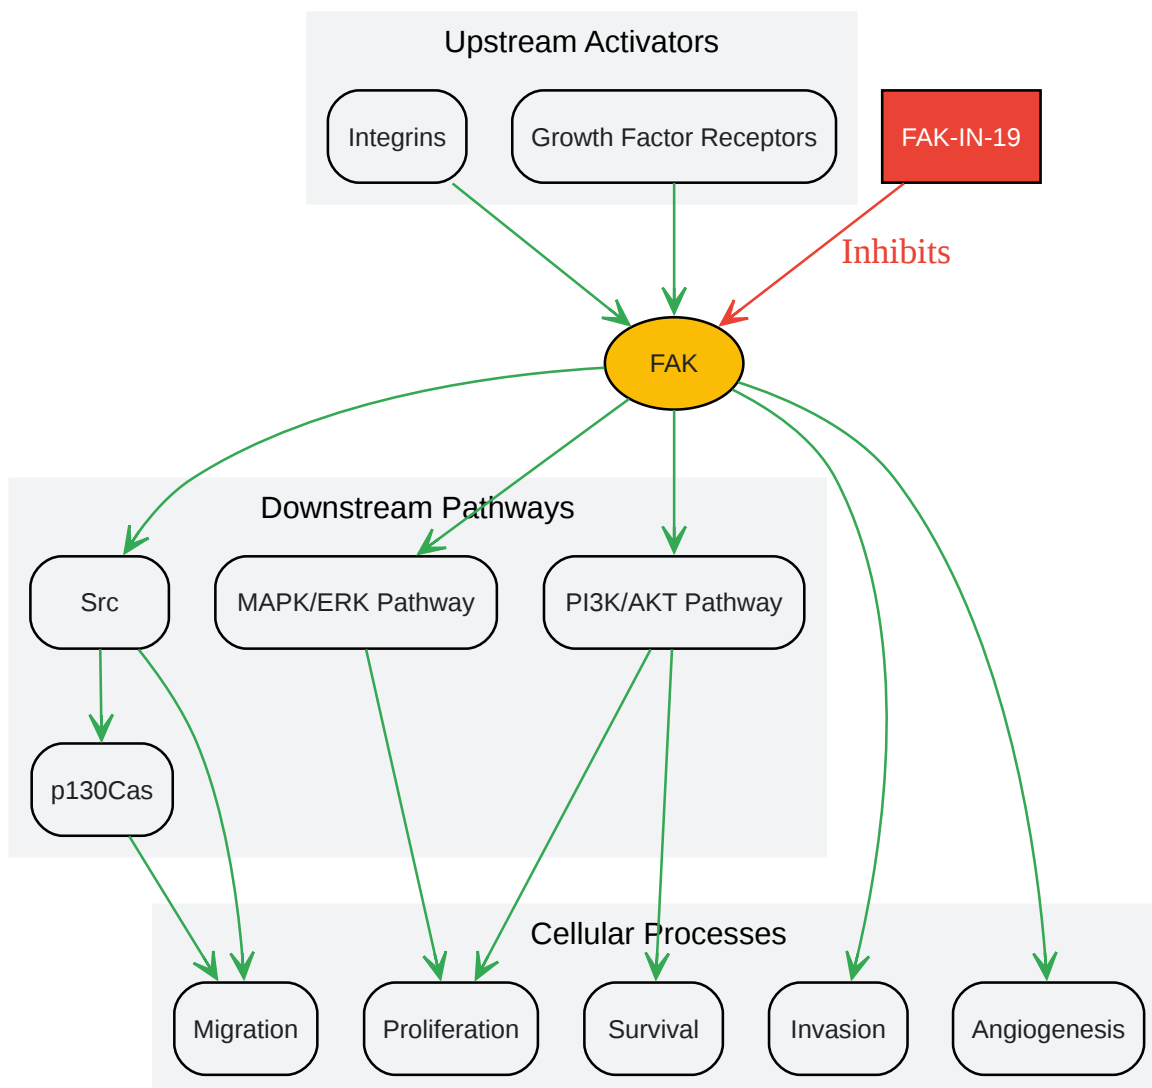 Upstream Activators
Integrins
Growth Factor Receptors
FAK-IN-19
Inhibits
FAK
Downstream Pathways
Src
MAPK/ERK Pathway
PI3K/AKT Pathway
p130Cas
Cellular Processes
Migration
Proliferation
Survival
Invasion
Angiogenesis